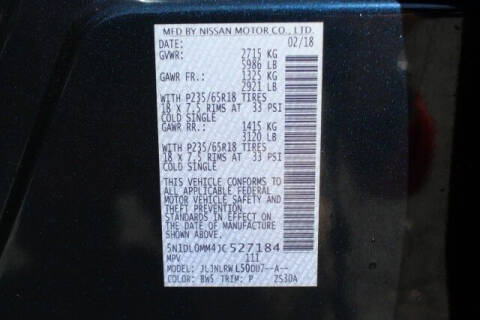 MFD BY NISSAN MOTOR CO., LTD.
DATE: 02/18
GVWR: 2715 KG
5986 LB
GAWR FR.: 1325 KG
2921 LB
WITH P235/65R18 TIRES
18 X 7.5 RIMS AT 33 PSI
COLD SINGLE
GAWR RR.: 1415 KG
3120 LB
WITH P235/65R18 TIRES
18 X 7.5 RIMS AT 33 PSI
COLD SINGLE
THIS VEHICLE CONFORMS TO
ALL APPLICABLE FEDERAL
MOTOR VEHICLE SAFETY AND
THEFT PREVENTION
STANDARDS IN EFFECT ON
THE DATE OF MANUFACTURE
SHOWN ABOVE.
5N1DL0MM4JC527184
MPV 111
MODEL: JLJNLRW L50DU7--A--
COLOR: BW5 TRIM: P ZS30A